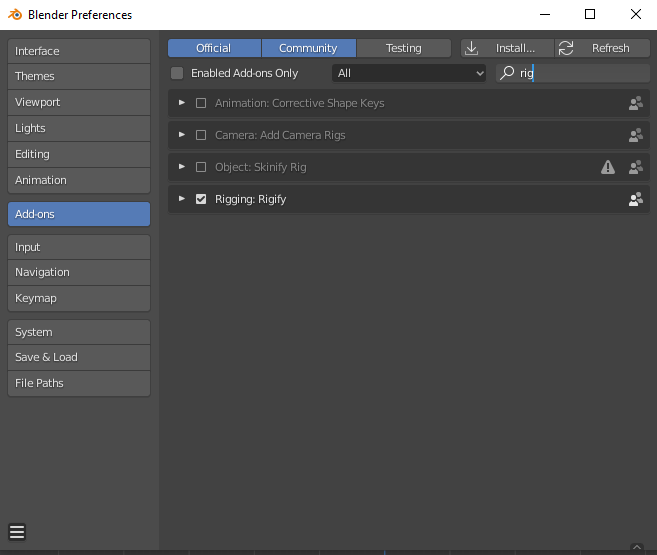 Blender Preferences
Interface
Themes
Viewport
Lights
Editing
Animation
Add-ons
Input
Navigation
Keymap
System
Save & Load
File Paths
Official Community Testing Install... Refresh
Enabled Add-ons Only All rig
Animation: Corrective Shape Keys
Camera: Add Camera Rigs
Object: Skinify Rig
Rigging: Rigify